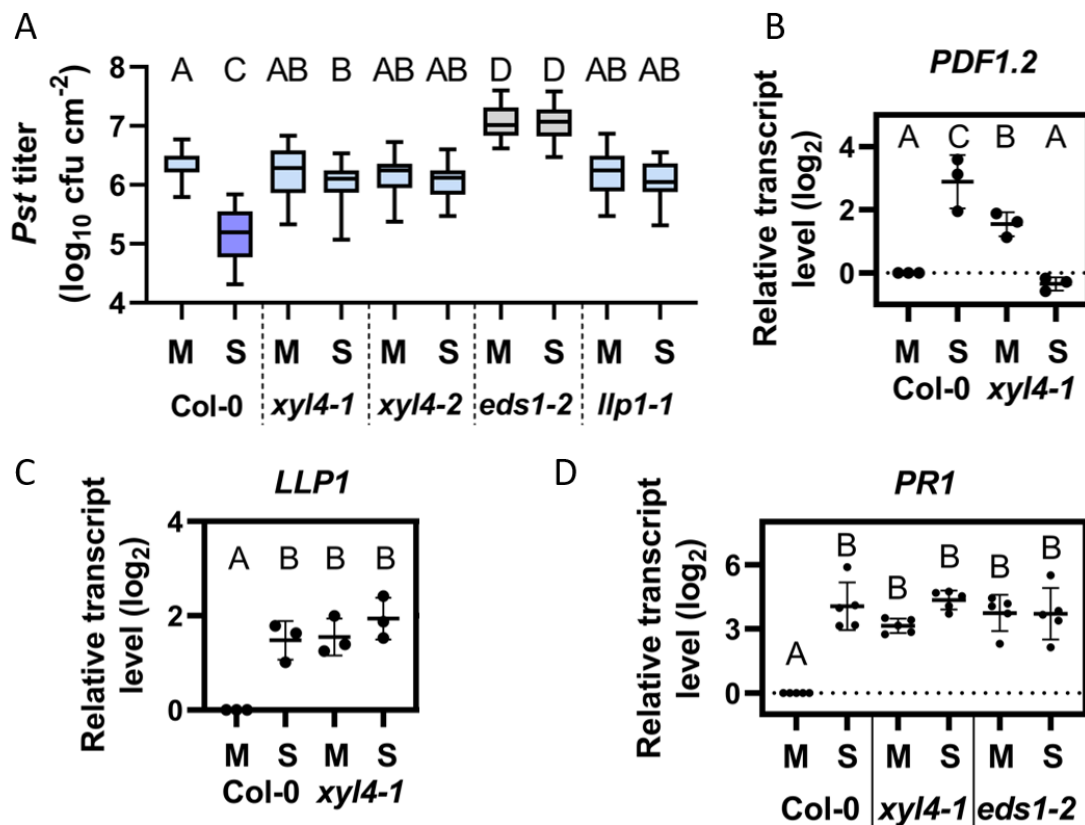 A
Pst titer
(log10 cfu cm-2)
8
7
6
5
4
A C AB B AB AB D D AB AB
M S M S M S M S M S
Col-0 xyl4-1 xyl4-2 eds1-2 llp1-1
B
PDF1.2
Relative transcript
level (log2)
4
2
0
A C B A
M S M S
Col-0 xyl4-1
C
LLP1
Relative transcript
level (log2)
4
2
0
A B B B
M S M S
Col-0 xyl4-1
D
PR1
Relative transcript
level (log2)
6
3
0
A B B B B B
M S M S M S
Col-0 xyl4-1 eds1-2